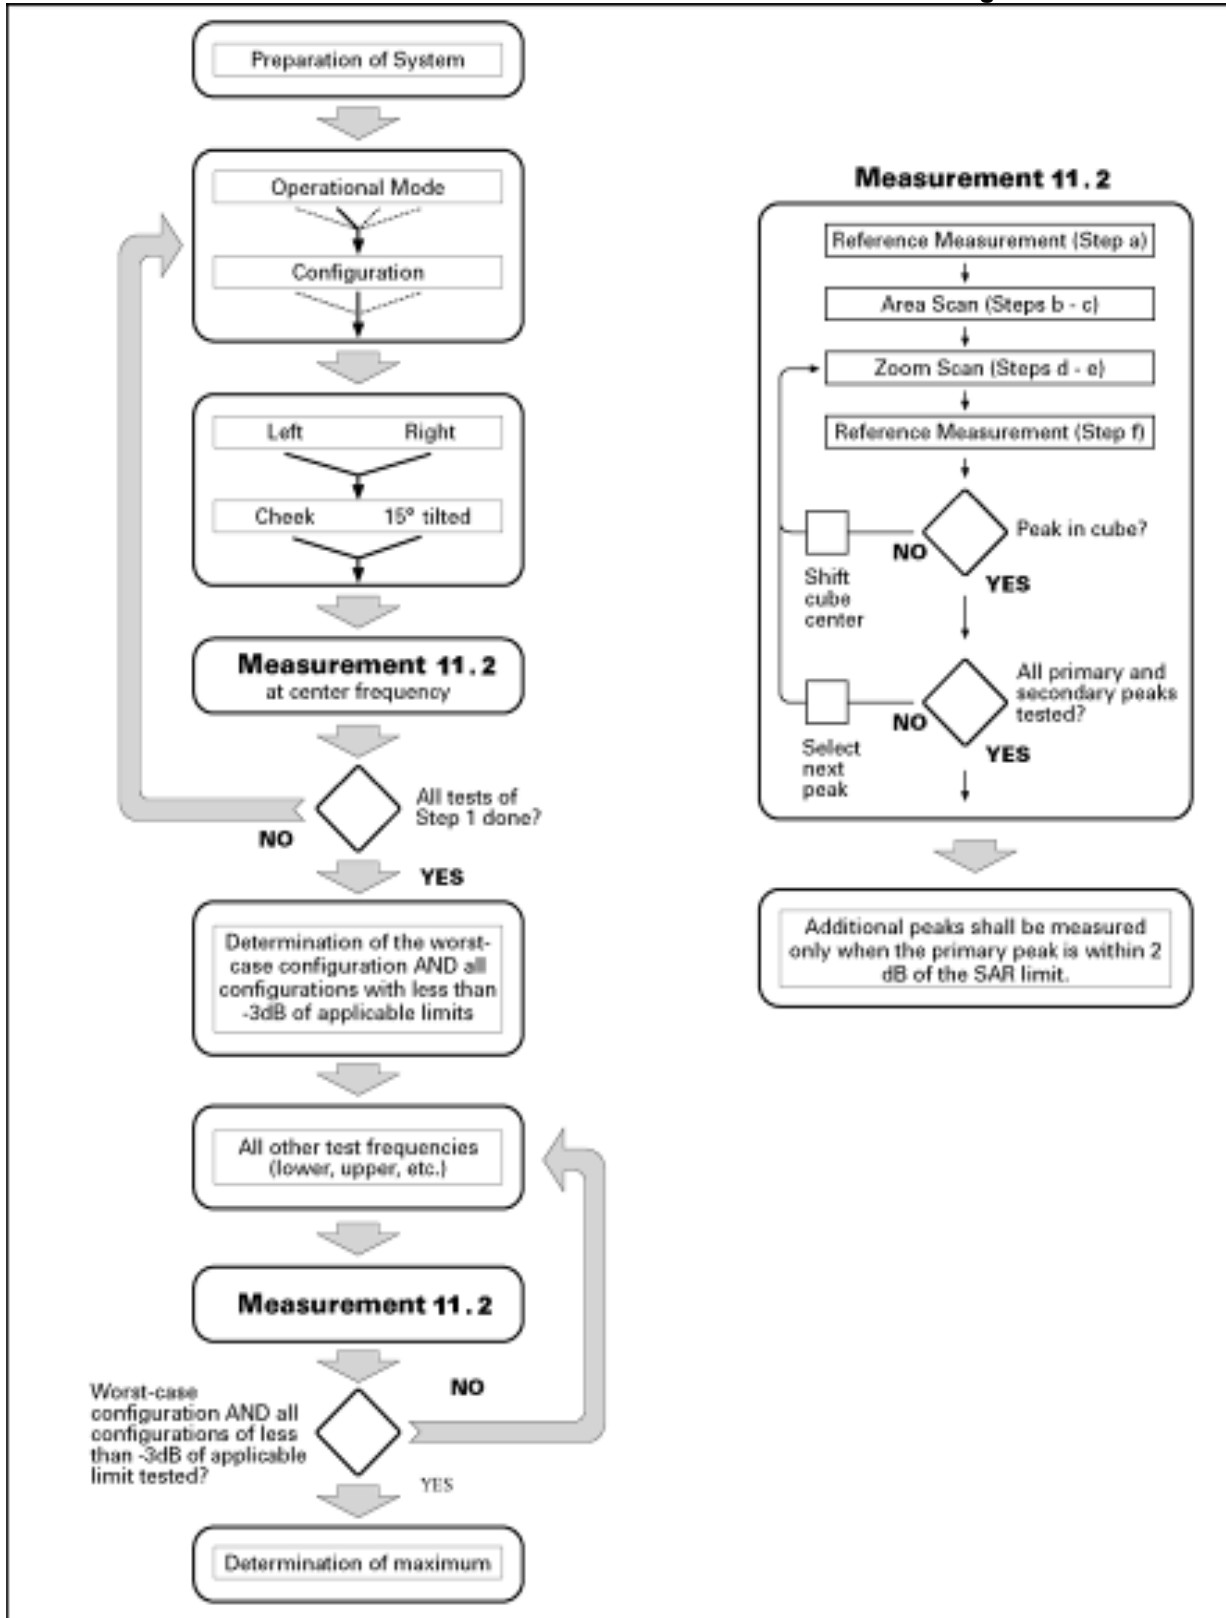 Preparation of System
Operational Mode
Configuration
Left Right
Cheek 15° tilted
Measurement 11.2
at center frequency
All tests of
Step 1 done?
NO
YES
Determination of the worst-
case configuration AND all
configurations with less than
-3dB of applicable limits
All other test frequencies
(lower, upper, etc.)
Measurement 11.2
NO
Worst-case
configuration AND all
configurations of less
than -3dB of applicable
limit tested?
YES
Determination of maximum
Measurement 11.2
Reference Measurement (Step a)
Area Scan (Steps b - c)
Zoom Scan (Steps d - e)
Reference Measurement (Step f)
Peak in cube?
NO
Shift
cube
center
YES
All primary and
secondary peaks
tested?
NO
Select
next
peak
YES
Additional peaks shall be measured
only when the primary peak is within 2
dB of the SAR limit.